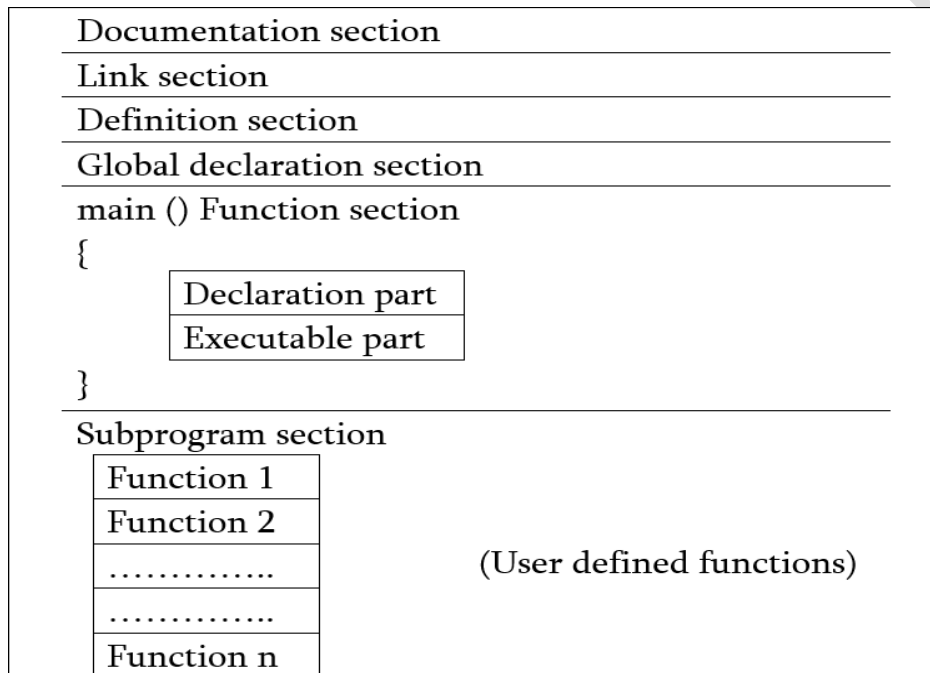 Documentation section
Link section
Definition section
Global declaration section
main () Function section
{
Declaration part
Executable part
}
Subprogram section
Function 1
Function 2
…………..
(User defined functions)
…………..
Function n